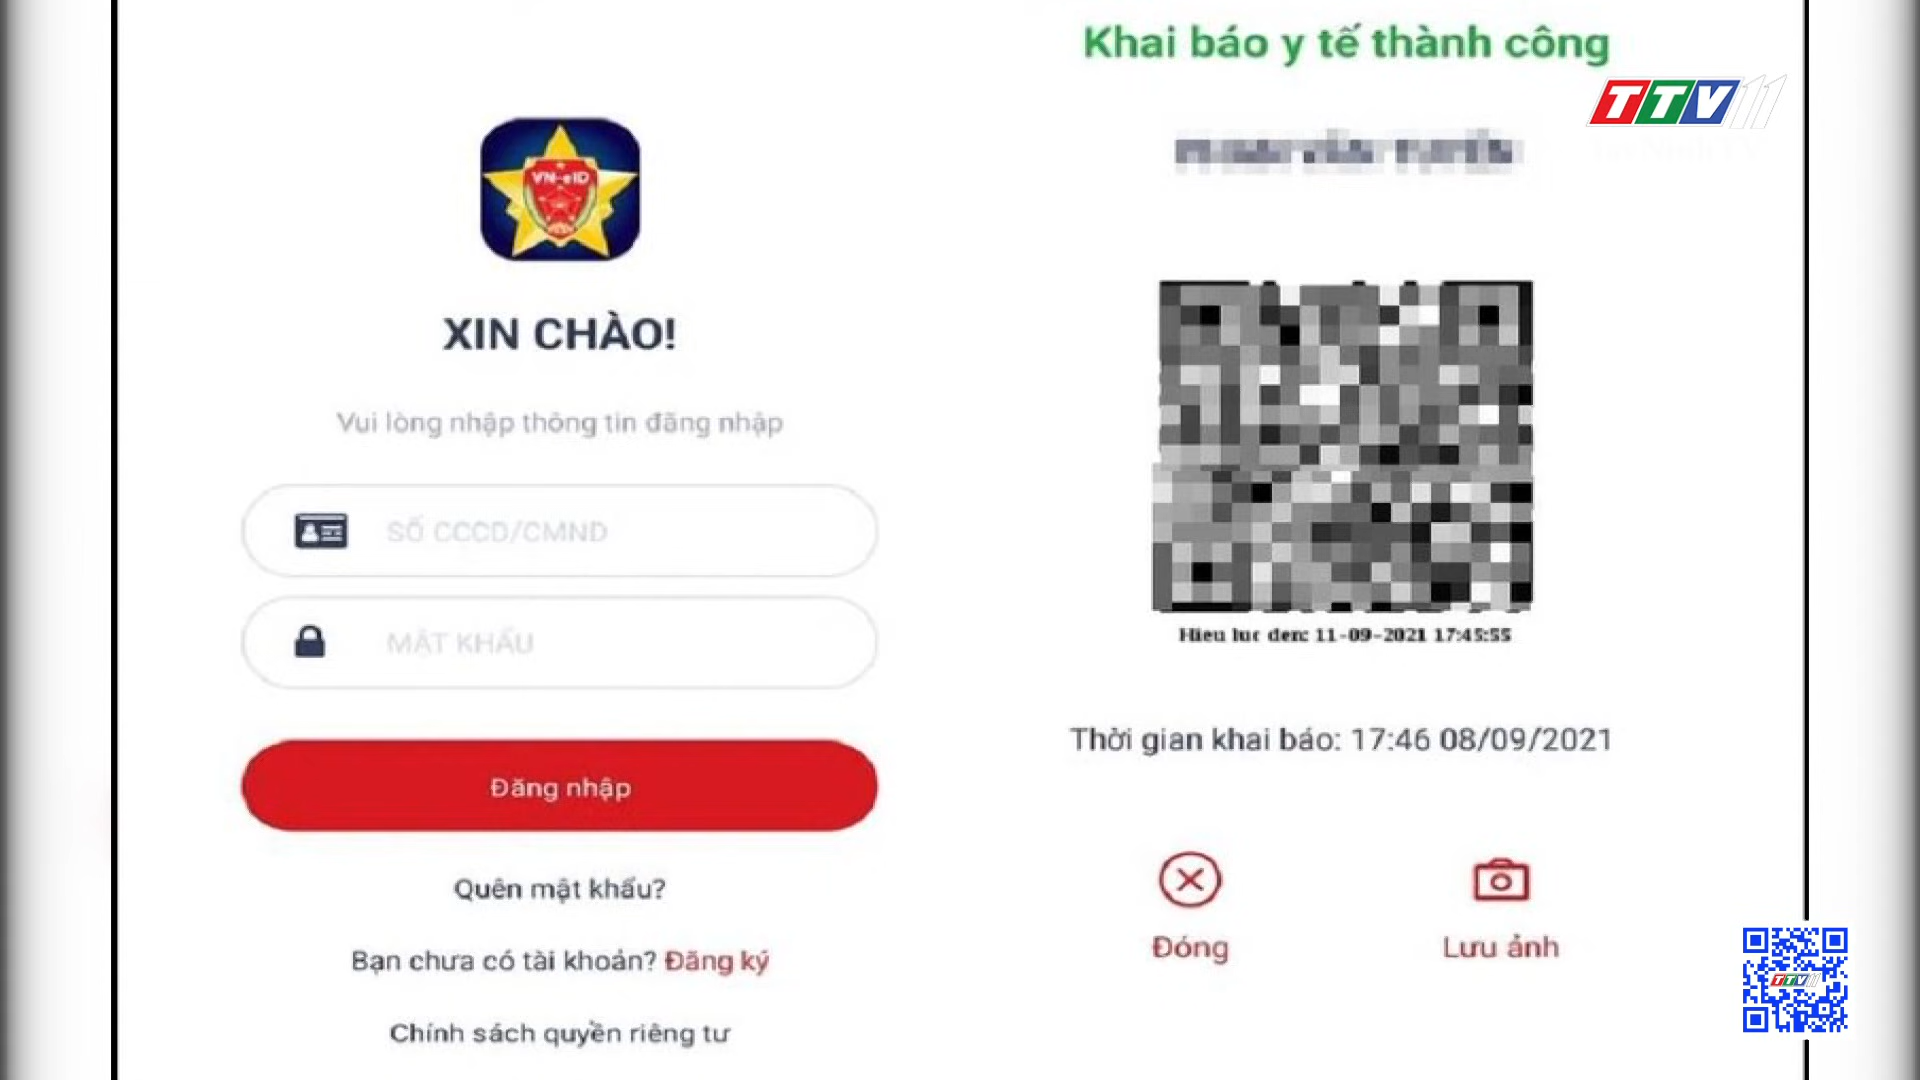 VN-eID
XIN CHÀO!
Vui lòng nhập thông tin đăng nhập
SỐ CCCD/CMND
MẬT KHẨU
Đăng nhập
Quên mật khẩu?
Bạn chưa có tài khoản? Đăng ký
Chính sách quyền riêng tư
Khai báo y tế thành công
TTV11
Hieu luc den: 11-09-2021 17:45:55
Thời gian khai báo: 17:46 08/09/2021
Đóng
Lưu ảnh
TTV11